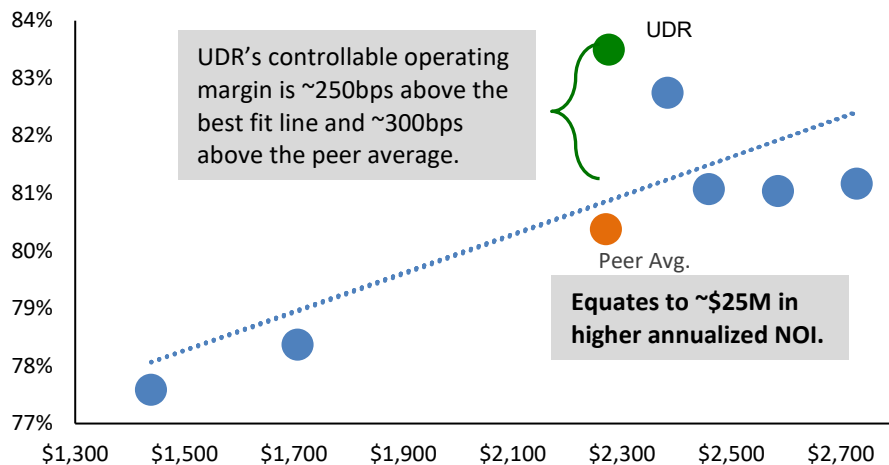 84%
83%
82%
81%
80%
79%
78%
77%
UDR’s controllable operating
margin is ~250bps above the
best fit line and ~300bps
above the peer average.
UDR
Peer Avg.
Equates to ~$25M in
higher annualized NOI.
$1,300 $1,500 $1,700 $1,900 $2,100 $2,300 $2,500 $2,700